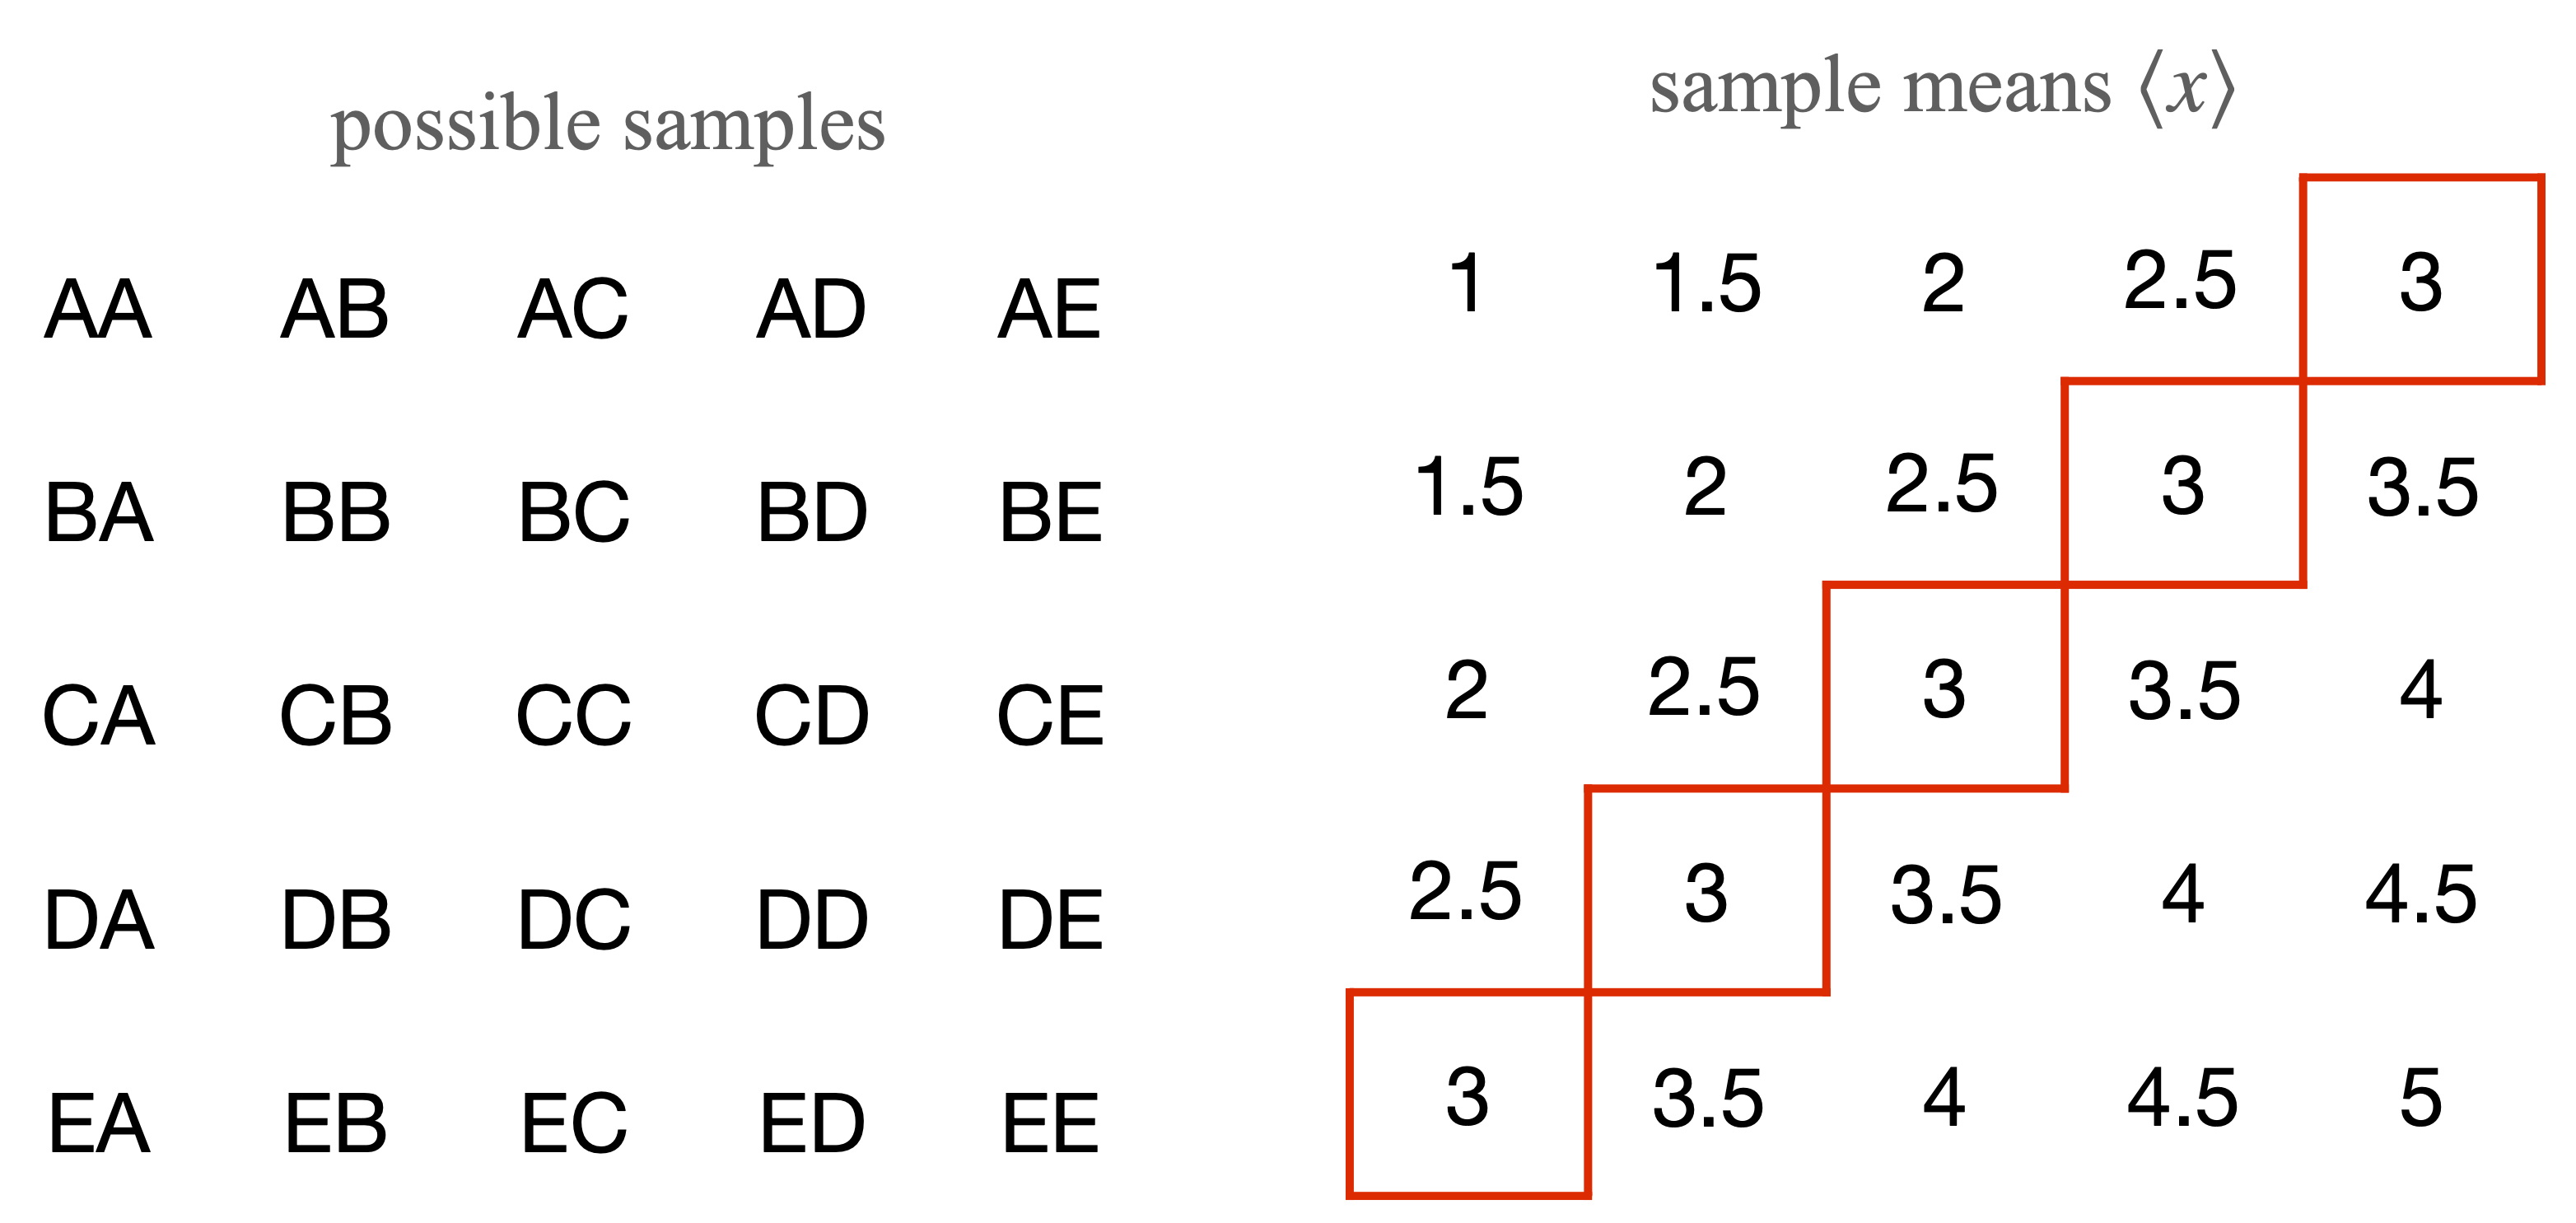 possible samples
AA AB AC AD AE
BA BB BC BD BE
CA CB CC CD CE
DA DB DC DD DE
EA EB EC ED EE
sample means ⟨x⟩
1 1.5 2 2.5 3
1.5 2 2.5 3 3.5
2 2.5 3 3.5 4
2.5 3 3.5 4 4.5
3 3.5 4 4.5 5